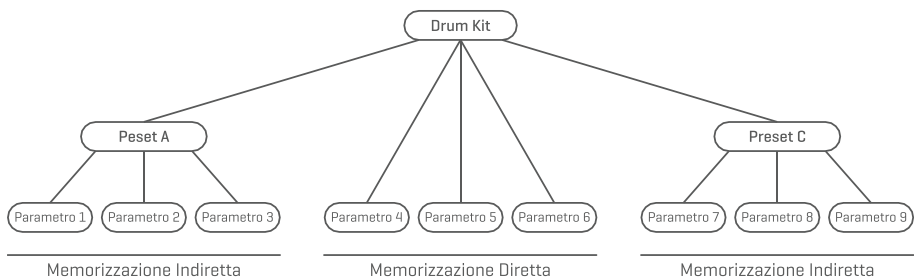 Drum Kit
Peset A
Preset C
Parametro 1
Parametro 2
Parametro 3
Parametro 4
Parametro 5
Parametro 6
Parametro 7
Parametro 8
Parametro 9
Memorizzazione Indiretta
Memorizzazione Diretta
Memorizzazione Indiretta